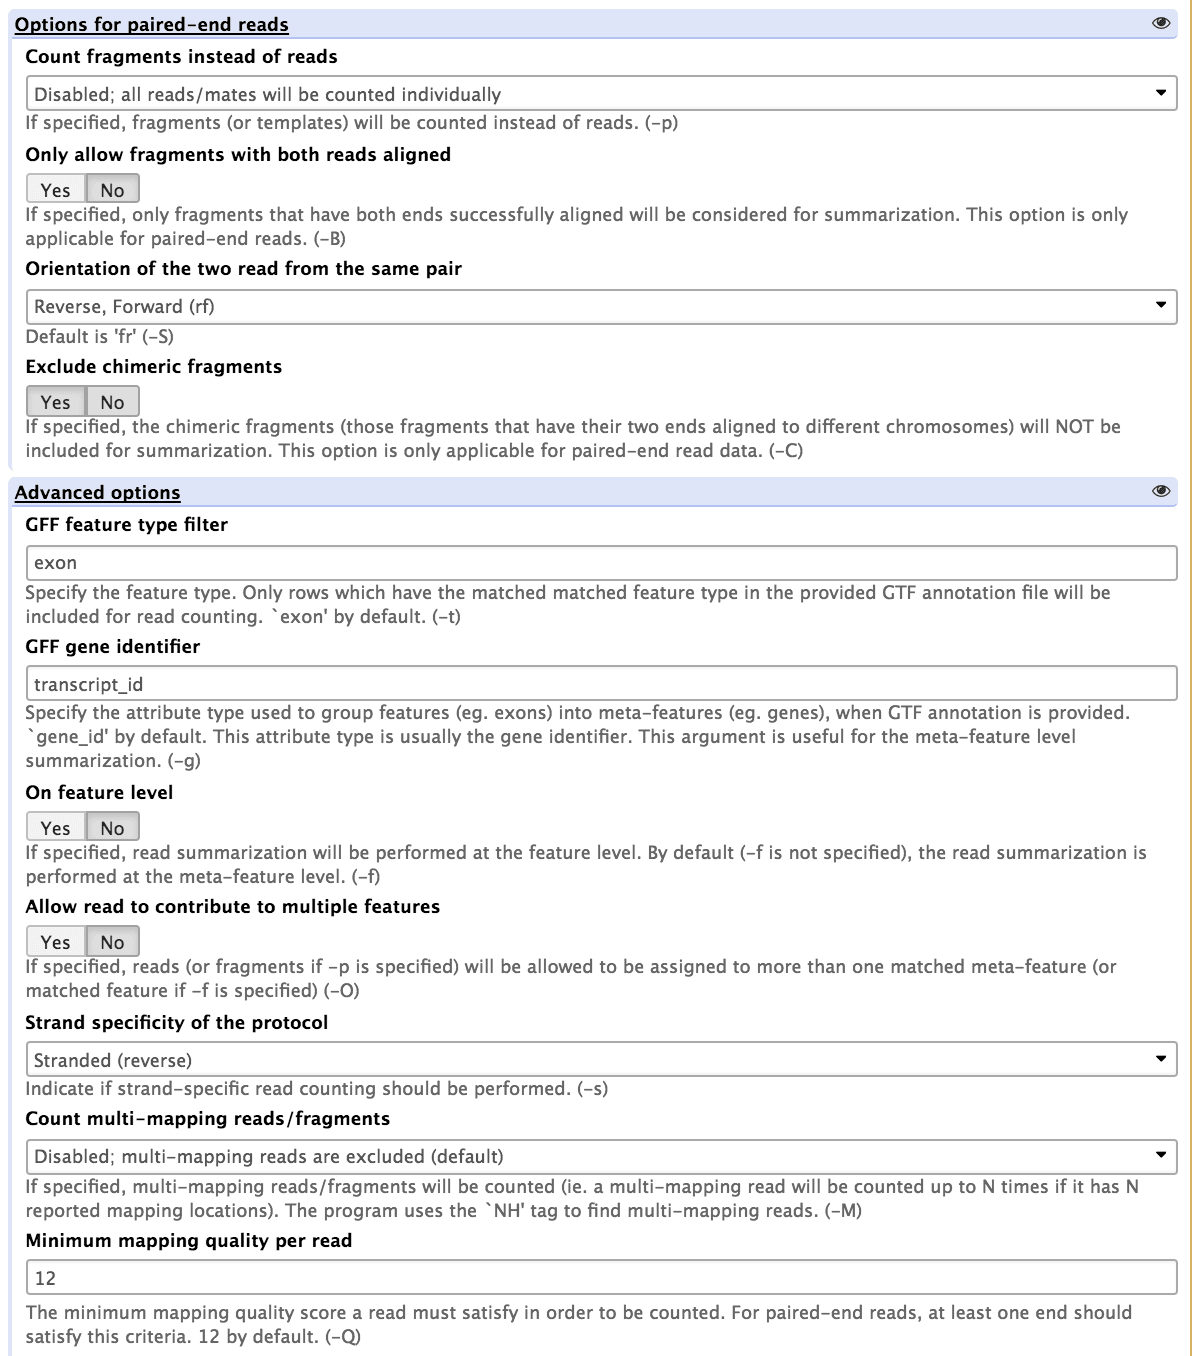 Options for paired-end reads
Count fragments instead of reads
Disabled; all reads/mates will be counted individually
If specified, fragments (or templates) will be counted instead of reads. (-p)
Only allow fragments with both reads aligned
Yes No
If specified, only fragments that have both ends successfully aligned will be considered for summarization. This option is only
applicable for paired-end reads. (-B)
Orientation of the two read from the same pair
Reverse, Forward (rf)
Default is 'fr' (-S)
Exclude chimeric fragments
Yes No
If specified, the chimeric fragments (those fragments that have their two ends aligned to different chromosomes) will NOT be
included for summarization. This option is only applicable for paired-end read data. (-C)
Advanced options
GFF feature type filter
exon
Specify the feature type. Only rows which have the matched matched feature type in the provided GTF annotation file will be
included for read counting. `exon' by default. (-t)
GFF gene identifier
transcript_id
Specify the attribute type used to group features (eg. exons) into meta-features (eg. genes), when GTF annotation is provided.
`gene_id' by default. This attribute type is usually the gene identifier. This argument is useful for the meta-feature level
summarization. (-g)
On feature level
Yes No
If specified, read summarization will be performed at the feature level. By default (-f is not specified), the read summarization is
performed at the meta-feature level. (-f)
Allow read to contribute to multiple features
Yes No
If specified, reads (or fragments if -p is specified) will be allowed to be assigned to more than one matched meta-feature (or
matched feature if -f is specified) (-O)
Strand specificity of the protocol
Stranded (reverse)
Indicate if strand-specific read counting should be performed. (-s)
Count multi-mapping reads/fragments
Disabled; multi-mapping reads are excluded (default)
If specified, multi-mapping reads/fragments will be counted (ie. a multi-mapping read will be counted up to N times if it has N
reported mapping locations). The program uses the `NH' tag to find multi-mapping reads. (-M)
Minimum mapping quality per read
12
The minimum mapping quality score a read must satisfy in order to be counted. For paired-end reads, at least one end should
satisfy this criteria. 12 by default. (-Q)